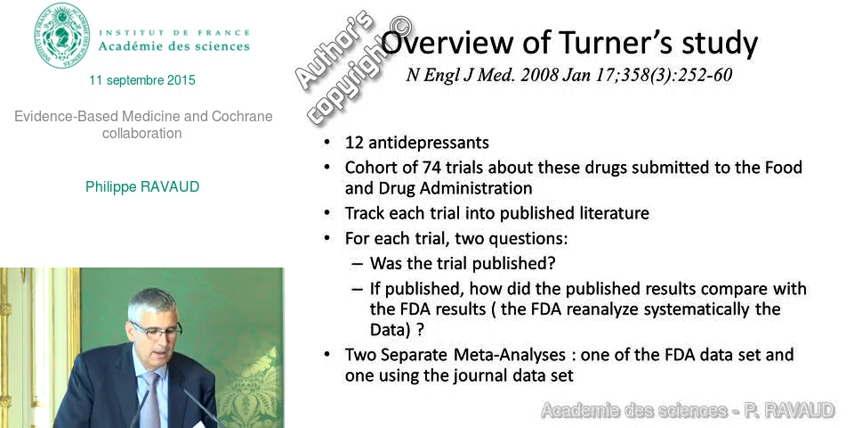 INSTITUT DE FRANCE
Académie des sciences
11 septembre 2015
Evidence-Based Medicine and Cochrane
collaboration
Philippe RAVAUD
Author's
copyright ©
Overview of Turner's study
N Engl J Med. 2008 Jan 17;358(3):252-60
• 12 antidepressants
• Cohort of 74 trials about these drugs submitted to the Food
and Drug Administration
• Track each trial into published literature
• For each trial, two questions:
– Was the trial published?
– If published, how did the published results compare with
the FDA results ( the FDA reanalyze systematically the
Data) ?
• Two Separate Meta-Analyses : one of the FDA data set and
one using the journal data set
Academie des sciences - P. RAVAUD